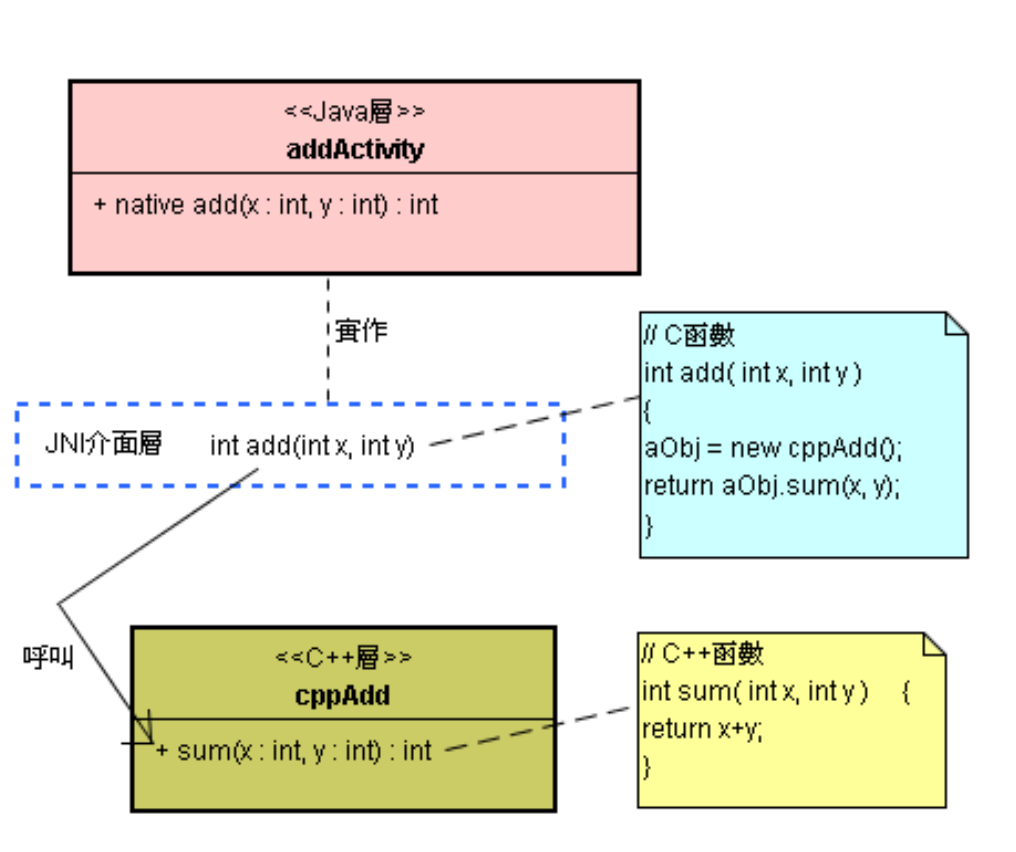 <<Java層>>
addActivity
+ native add(x : int, y : int) : int
實作
// C函數
int add( int x, int y )
{
aObj = new cppAdd();
return aObj.sum(x, y);
}
JNI介面層 int add(int x, int y)
呼叫
<<C++層>>
cppAdd
+ sum(x : int, y : int) : int
// C++函數
int sum( int x, int y ) {
return x+y;
}